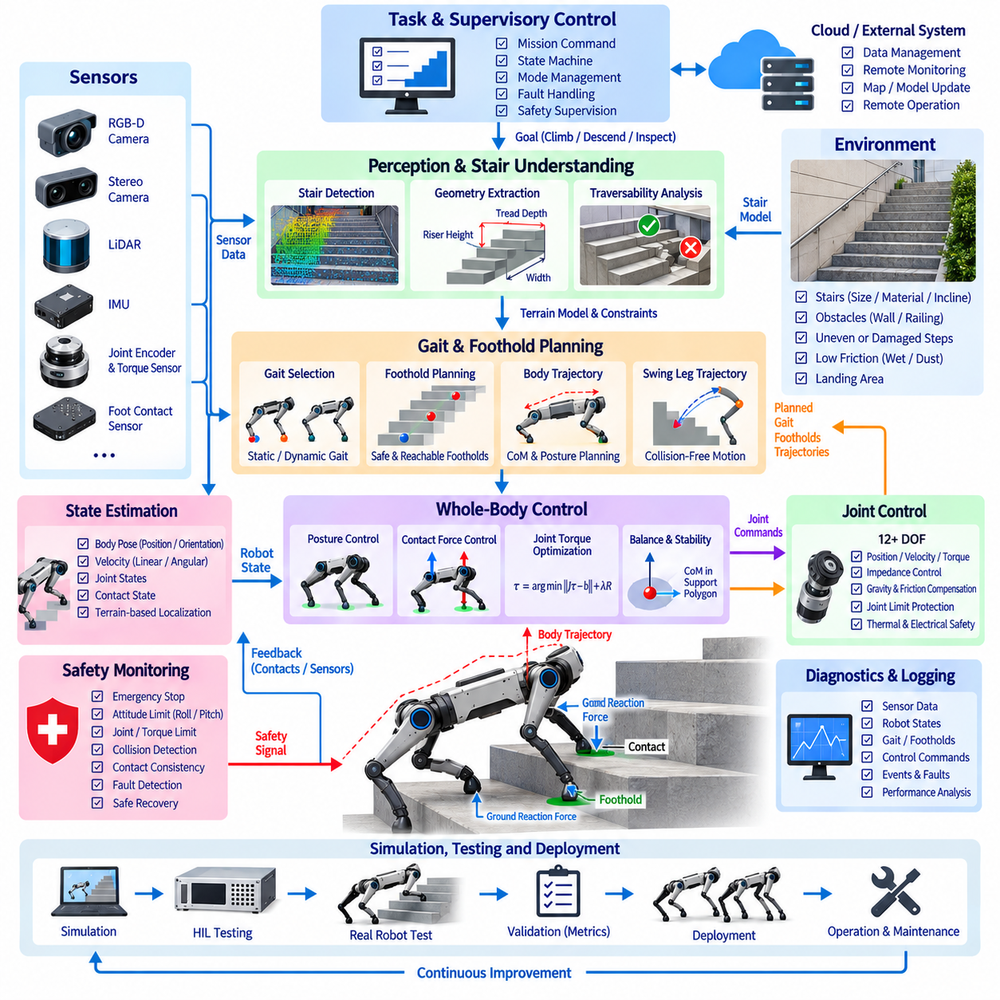 Task & Supervisory Control
Mission Command
State Machine
Mode Management
Fault Handling
Safety Supervision
Cloud / External System
Data Management
Remote Monitoring
Map / Model Update
Remote Operation
Goal (Climb / Descend / Inspect)
Sensors
RGB-D
Camera
Stereo
Camera
LiDAR
IMU
Joint Encoder
& Torque Sensor
Foot Contact
Sensor
...
Sensor
Data
Perception & Stair Understanding
Stair Detection
Geometry Extraction
Tread Depth
Riser Height
Width
Traversability Analysis
Stair
Model
Environment
Stairs (Size / Material / Incline)
Obstacles (Wall / Railing)
Uneven or Damaged Steps
Low Friction (Wet / Dust)
Landing Area
Terrain Model & Constraints
Gait & Foothold Planning
Gait Selection
Static / Dynamic Gait
Foothold Planning
Safe & Reachable Footholds
Body Trajectory
CoM & Posture Planning
Swing Leg Trajectory
Collision-Free Motion
Planned
Gait
Footholds
Trajectories
State Estimation
Body Pose (Position / Orientation)
Velocity (Linear / Angular)
Joint States
Contact State
Terrain-based Localization
Robot
State
Whole-Body Control
Posture Control
Contact Force Control
Joint Torque
Optimization
τ = arg min ||Jτ−b||+λR
Balance & Stability
CoM in
Support
Polygon
Joint
Commands
Joint Control
12+ DOF
Position / Velocity / Torque
Impedance Control
Gravity & Friction Compensation
Joint Limit Protection
Thermal & Electrical Safety
Safety Monitoring
Emergency Stop
Attitude Limit (Roll / Pitch)
Joint / Torque Limit
Collision Detection
Contact Consistency
Fault Detection
Safe Recovery
Feedback
(Contacts / Sensors)
Safety
Signal
Body Trajectory
Gond Reaction
Force
Contact
Foothold
Ground Reaction Force
Diagnostics & Logging
Sensor Data
Robot States
Gait / Footholds
Control Commands
Events & Faults
Performance Analysis
Simulation, Testing and Deployment
Simulation
HIL Testing
Real Robot Test
Validation (Metrics)
Deployment
Operation & Maintenance
Continuous Improvement